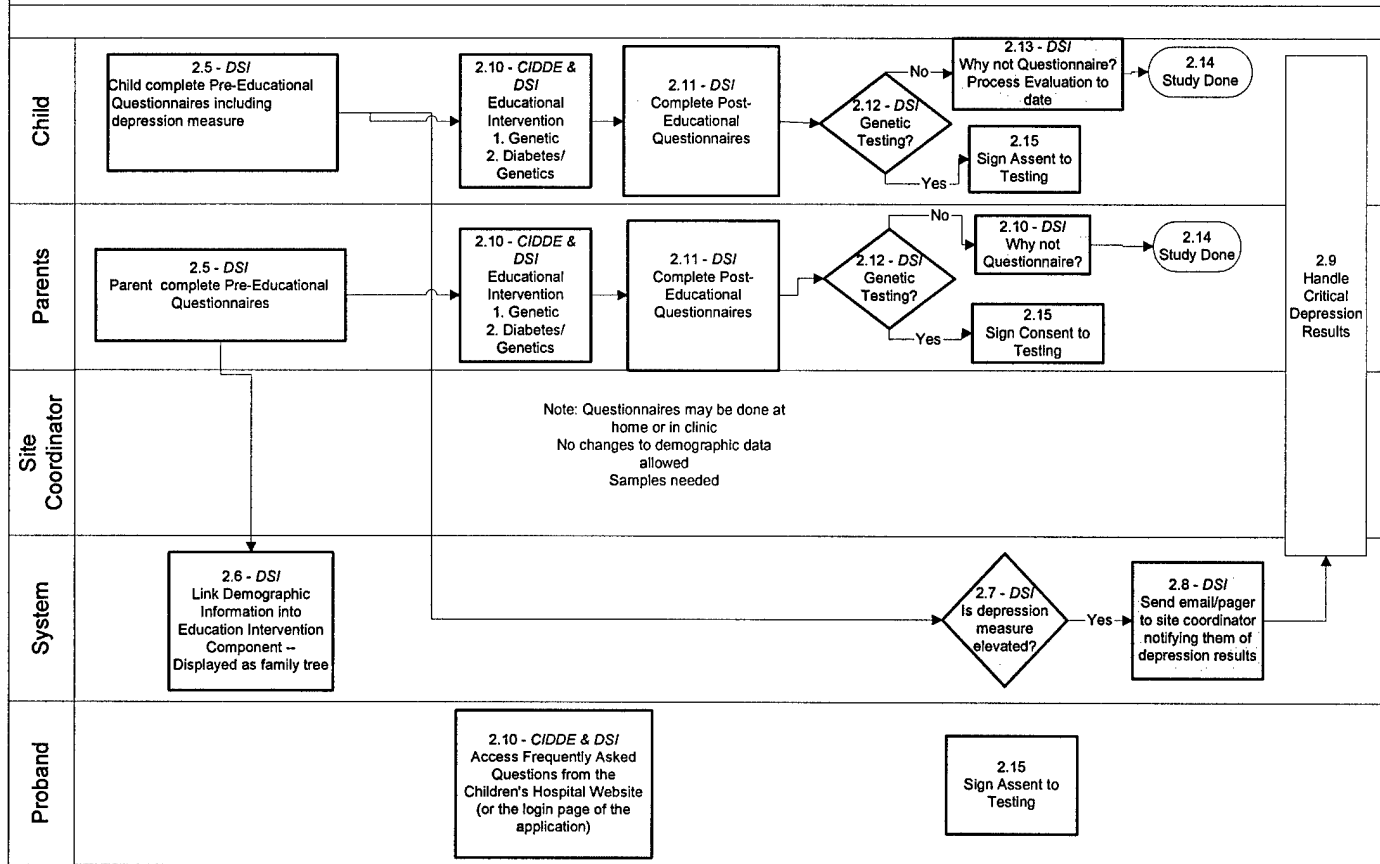 Child
2.5 - DSI
Child complete Pre-Educational
Questionnaires including
depression measure
2.10 - CIDDE &
DSI
Educational
Intervention
1. Genetic
2. Diabetes/
Genetics
2.11 - DSI
Complete Post-
Educational
Questionnaires
2.12 - DSI
Genetic
Testing?
No
2.13 - DSI
Why not Questionnaire?
Process Evaluation to
date
2.14
Study Done
Yes
2.15
Sign Assent to
Testing
Parents
2.5 - DSI
Parent complete Pre-Educational
Questionnaires
2.10 - CIDDE &
DSI
Educational
Intervention
1. Genetic
2. Diabetes/
Genetics
2.11 - DSI
Complete Post-
Educational
Questionnaires
2.12 - DSI
Genetic
Testing?
No
2.10 - DSI
Why not
Questionnaire?
2.14
Study Done
Yes
2.15
Sign Consent to
Testing
2.9
Handle
Critical
Depression
Results
Site
Coordinator
Note: Questionnaires may be done at
home or in clinic
No changes to demographic data
allowed
Samples needed
System
2.6 - DSI
Link Demographic
Information into
Education Intervention
Component --
Displayed as family tree
2.7 - DSI
Is depression
measure
elevated?
Yes
2.8 - DSI
Send email/pager
to site coordinator
notifying them of
depression results
Proband
2.10 - CIDDE & DSI
Access Frequently Asked
Questions from the
Children's Hospital Website
(or the login page of the
application)
2.15
Sign Assent to
Testing